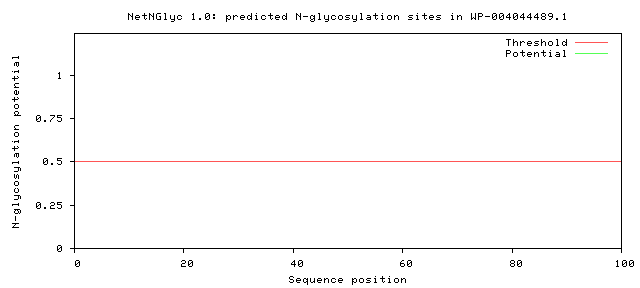 NetNGlyc 1.0: predicted N-glycosylation sites in WP-004044489.1
Threshold
Potential
N-glycosylation potential
1
0.75
0.5
0.25
0
0 20 40 60 80 100
Sequence position